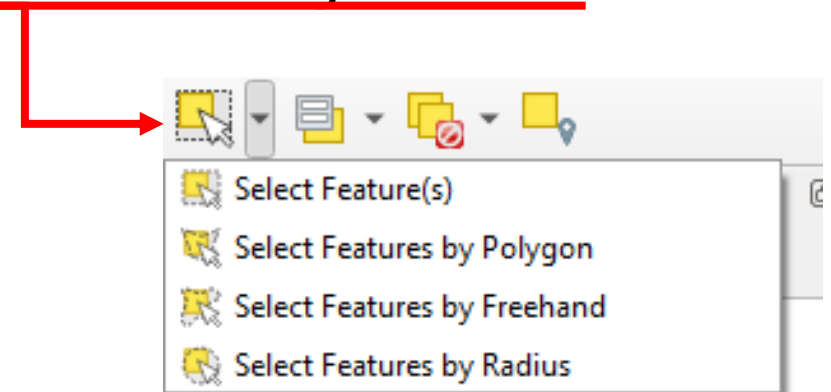 Select Feature(s)
Select Features by Polygon
Select Features by Freehand
Select Features by Radius